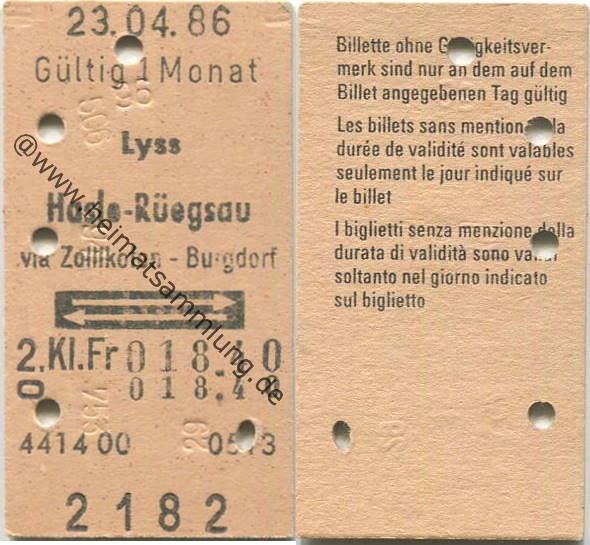 23.04.86
Gültig 1 Monat
Lyss
Hasle-Rüegsau
via Zollikofen - Burgdorf
2.Kl.Fr 018.40
0 018.40
29
441400 0513
2182
@www.heimatsammlung.de
Billette ohne Gültigkeitsver-
merk sind nur an dem auf dem
Billet angegebenen Tag gültig
Les billets sans mention de la
durée de validité sont valables
seulement le jour indiqué sur
le billet
I biglietti senza menzione della
durata di validità sono validi
soltanto nel giorno indicato
sul biglietto